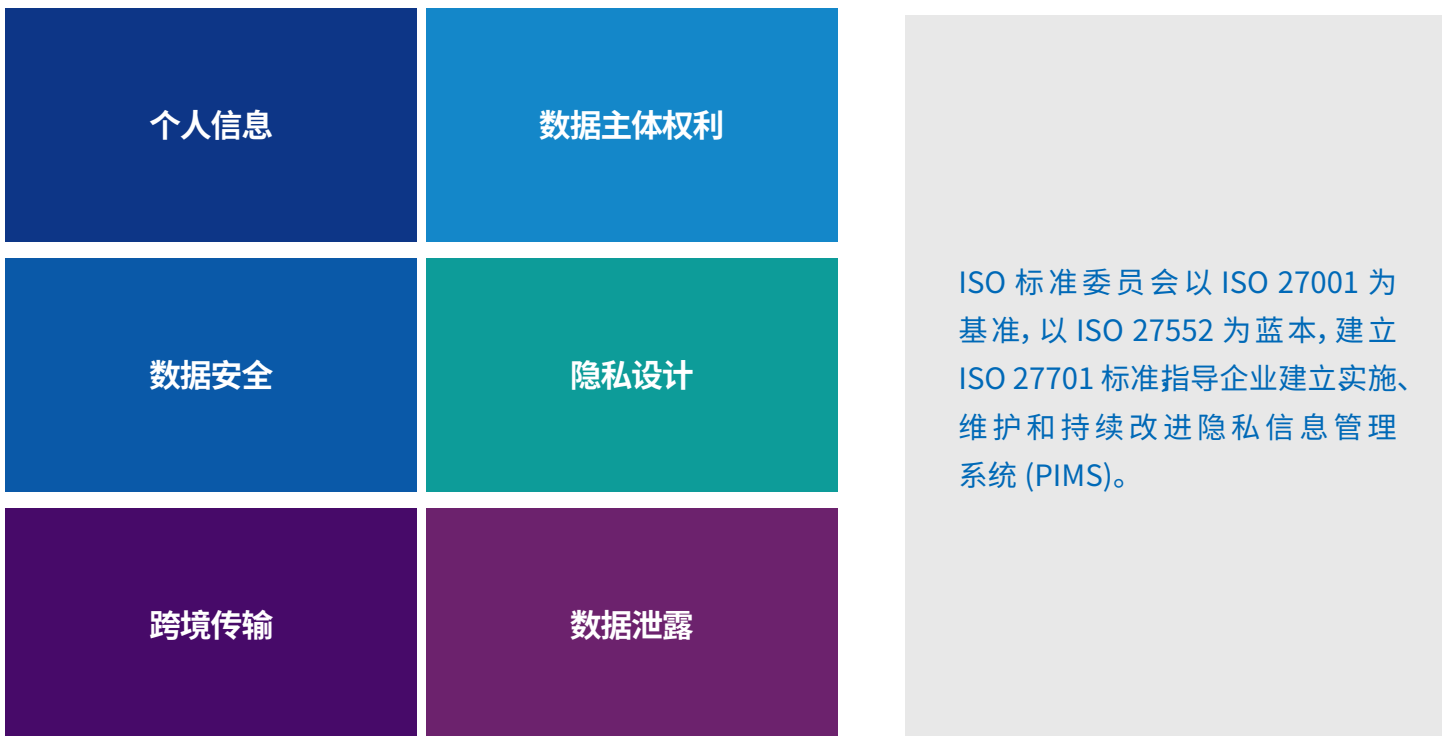 个人信息
数据主体权利
数据安全
隐私设计
跨境传输
数据泄露
ISO 标准委员会以 ISO 27001 为
基准，以 ISO 27552 为蓝本，建立
ISO 27701 标准，指导企业建立、实施、
维护和持续改进隐私信息管理
系统 (PIMS)。